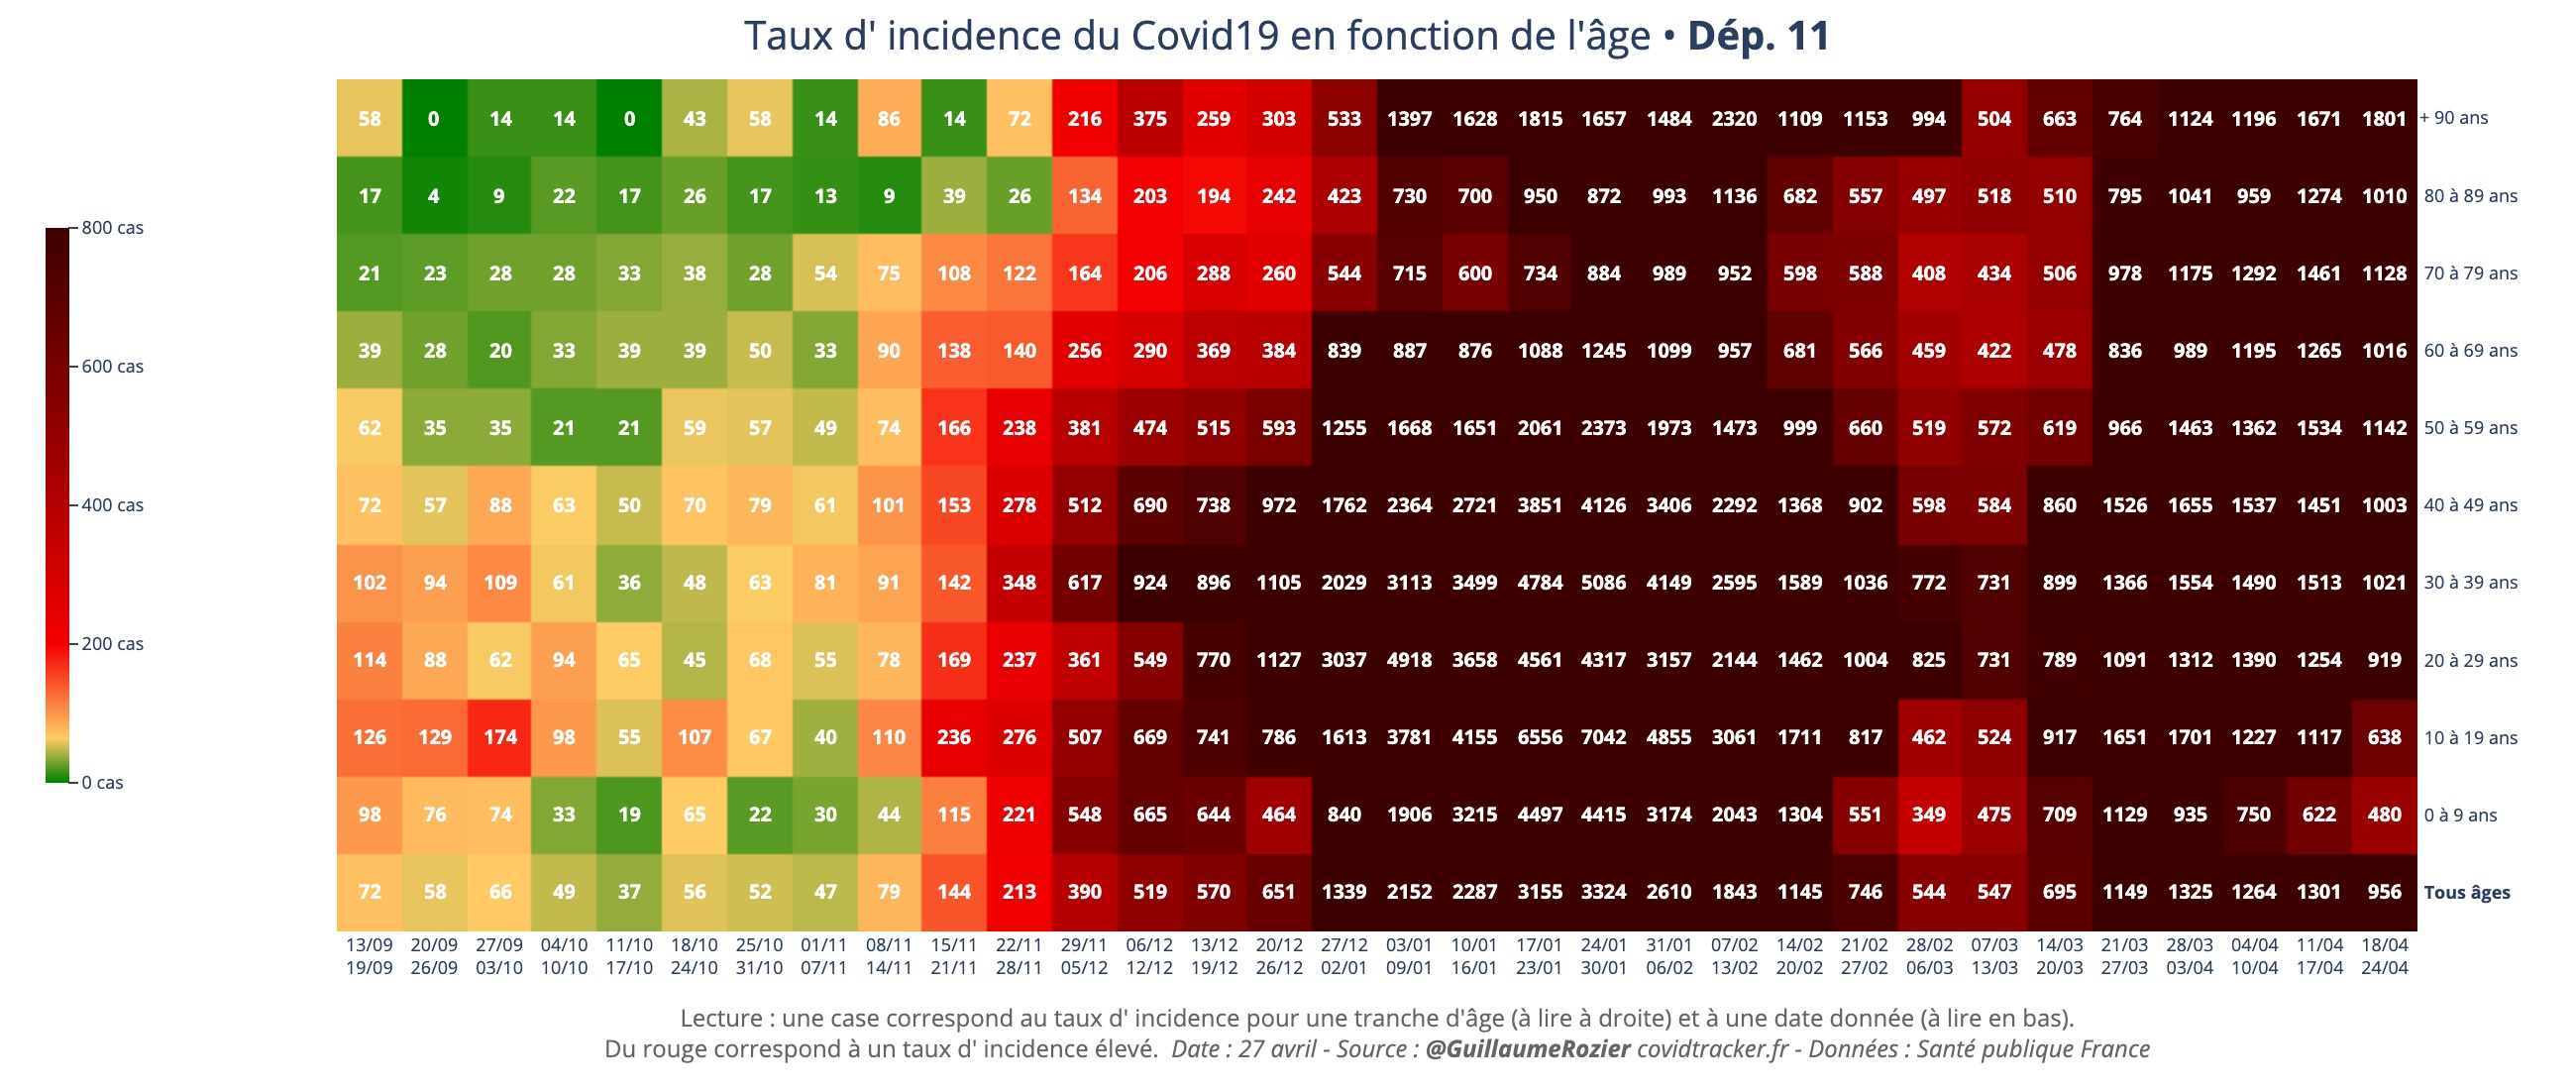 Taux d' incidence du Covid19 en fonction de l'âge • Dép. 11
58 0 14 14 0 43 58 14 86 14 72 216 375 259 303 533 1397 1628 1815 1657 1484 2320 1109 1153 994 504 663 764 1124 1196 1671 1801 + 90 ans
17 4 9 22 17 26 17 13 9 39 26 134 203 194 242 423 730 700 950 872 993 1136 682 557 497 518 510 795 1041 959 1274 1010 80 à 89 ans
800 cas
21 23 28 28 33 38 28 54 75 108 122 164 206 288 260 544 715 600 734 884 989 952 598 588 408 434 506 978 1175 1292 1461 1128 70 à 79 ans
39 28 20 33 39 39 50 33 90 138 140 256 290 369 384 839 887 876 1088 1245 1099 957 681 566 459 422 478 836 989 1195 1265 1016 60 à 69 ans
600 cas
62 35 35 21 21 59 57 49 74 166 238 381 474 515 593 1255 1668 1651 2061 2373 1973 1473 999 660 519 572 619 966 1463 1362 1534 1142 50 à 59 ans
72 57 88 63 50 70 79 61 101 153 278 512 690 738 972 1762 2364 2721 3851 4126 3406 2292 1368 902 598 584 860 1526 1655 1537 1451 1003 40 à 49 ans
400 cas
102 94 109 61 36 48 63 81 91 142 348 617 924 896 1105 2029 3113 3499 4784 5086 4149 2595 1589 1036 772 731 899 1366 1554 1490 1513 1021 30 à 39 ans
200 cas
114 88 62 94 65 45 68 55 78 169 237 361 549 770 1127 3037 4918 3658 4561 4317 3157 2144 1462 1004 825 731 789 1091 1312 1390 1254 919 20 à 29 ans
126 129 174 98 55 107 67 40 110 236 276 507 669 741 786 1613 3781 4155 6556 7042 4855 3061 1711 817 462 524 917 1651 1701 1227 1117 638 10 à 19 ans
0 cas
98 76 74 33 19 65 22 30 44 115 221 548 665 644 464 840 1906 3215 4497 4415 3174 2043 1304 551 349 475 709 1129 935 750 622 480 0 à 9 ans
72 58 66 49 37 56 52 47 79 144 213 390 519 570 651 1339 2152 2287 3155 3324 2610 1843 1145 746 544 547 695 1149 1325 1264 1301 956 Tous âges
13/09 20/09 27/09 04/10 11/10 18/10 25/10 01/11 08/11 15/11 22/11 29/11 06/12 13/12 20/12 27/12 03/01 10/01 17/01 24/01 31/01 07/02 14/02 21/02 28/02 07/03 14/03 21/03 28/03 04/04 11/04 18/04
19/09 26/09 03/10 10/10 17/10 24/10 31/10 07/11 14/11 21/11 28/11 05/12 12/12 19/12 26/12 02/01 09/01 16/01 23/01 30/01 06/02 13/02 20/02 27/02 06/03 13/03 20/03 27/03 03/04 10/04 17/04 24/04
Lecture : une case correspond au taux d' incidence pour une tranche d'âge (à lire à droite) et à une date donnée (à lire en bas).
Du rouge correspond à un taux d' incidence élevé. Date : 27 avril - Source : @GuillaumeRozier covidtracker.fr - Données : Santé publique France